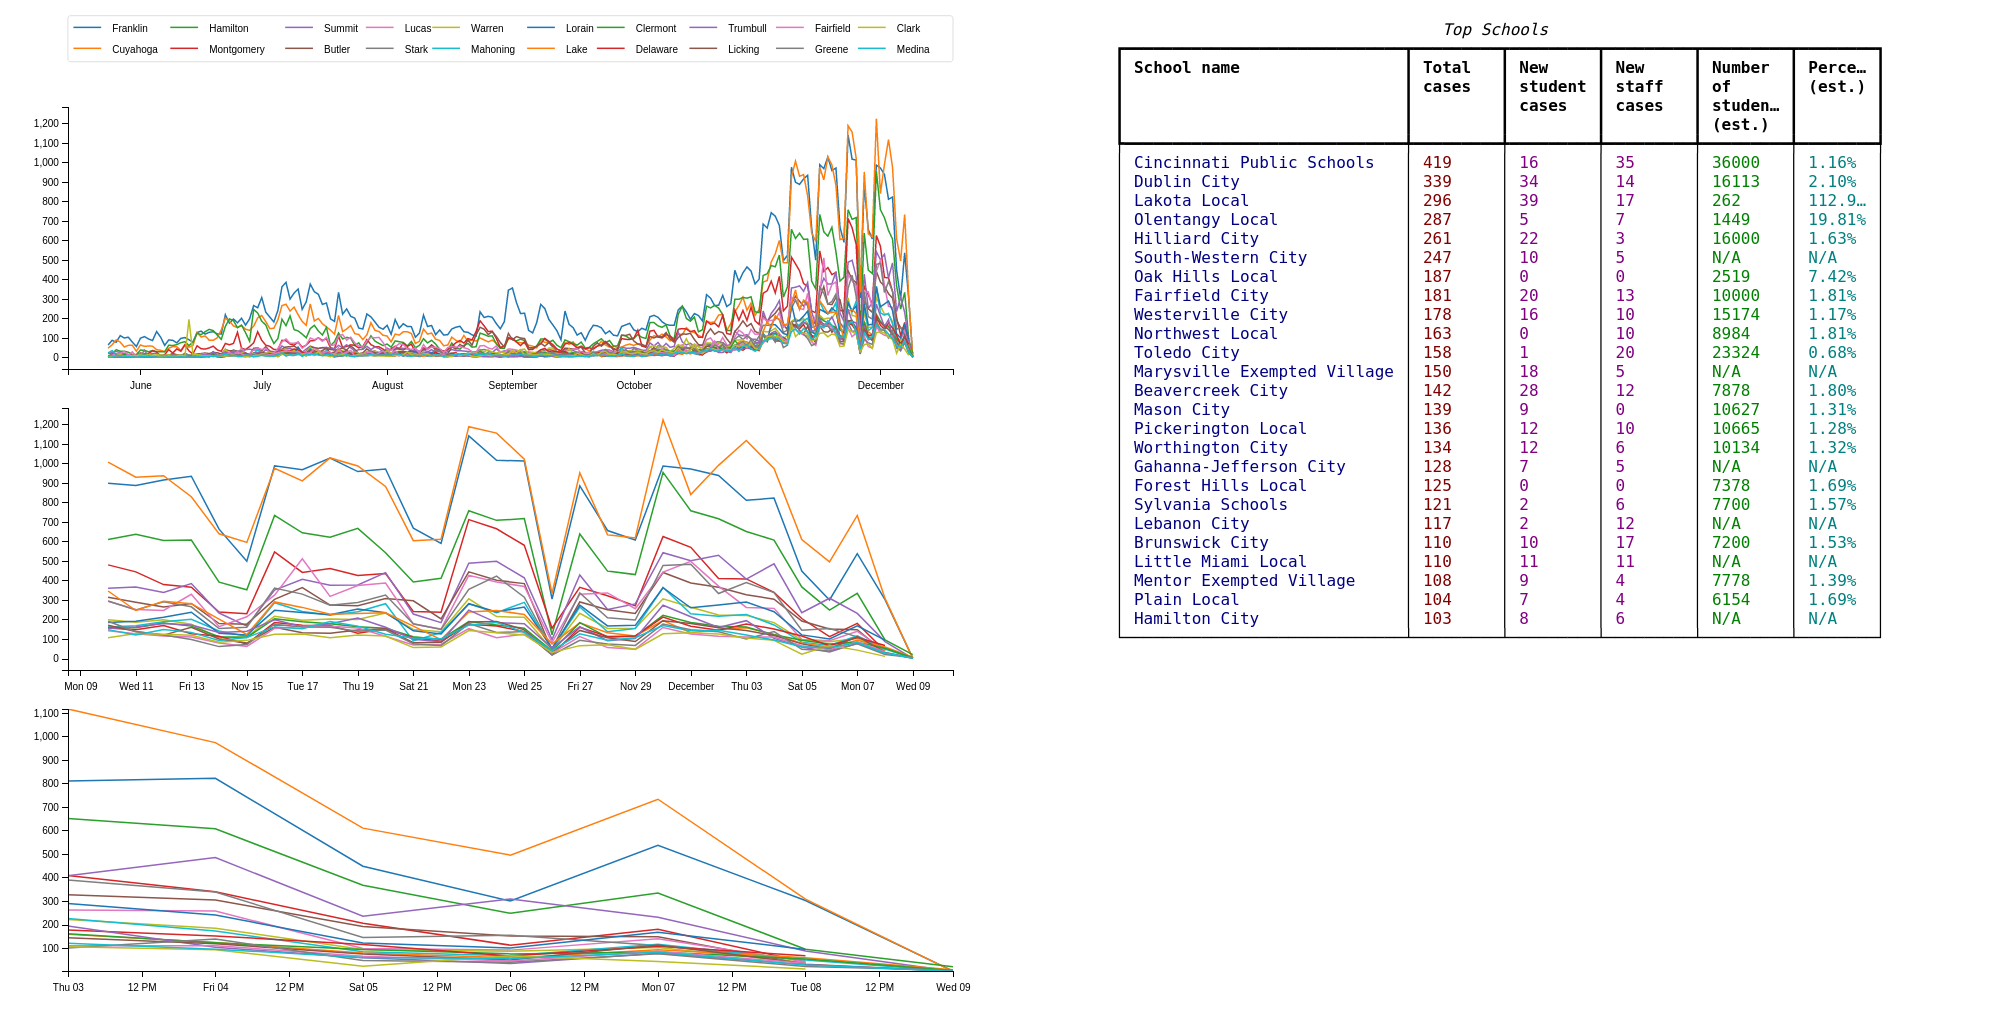 Franklin Hamilton Summit Lucas Warren Lorain Clermont Trumbull Fairfield Clark
Cuyahoga Montgomery Butler Stark Mahoning Lake Delaware Licking Greene Medina
1,200
1,100
1,000
900
800
700
600
500
400
300
200
100
0
June July August September October November December
1,200
1,100
1,000
900
800
700
600
500
400
300
200
100
0
Mon 09 Wed 11 Fri 13 Nov 15 Tue 17 Thu 19 Sat 21 Mon 23 Wed 25 Fri 27 Nov 29 December Thu 03 Sat 05 Mon 07 Wed 09
1,100
1,000
900
800
700
600
500
400
300
200
100
Thu 03 12 PM Fri 04 12 PM Sat 05 12 PM Dec 06 12 PM Mon 07 12 PM Tue 08 12 PM Wed 09
Top Schools
School name Total New New Number Perce…
cases student staff of (est.)
cases cases studen…
(est.)
Cincinnati Public Schools 419 16 35 36000 1.16%
Dublin City 339 34 14 16113 2.10%
Lakota Local 296 39 17 262 112.9…
Olentangy Local 287 5 7 1449 19.81%
Hilliard City 261 22 3 16000 1.63%
South-Western City 247 10 5 N/A N/A
Oak Hills Local 187 0 0 2519 7.42%
Fairfield City 181 20 13 10000 1.81%
Westerville City 178 16 10 15174 1.17%
Northwest Local 163 0 10 8984 1.81%
Toledo City 158 1 20 23324 0.68%
Marysville Exempted Village 150 18 5 N/A N/A
Beavercreek City 142 28 12 7878 1.80%
Mason City 139 9 0 10627 1.31%
Pickerington Local 136 12 10 10665 1.28%
Worthington City 134 12 6 10134 1.32%
Gahanna-Jefferson City 128 7 5 N/A N/A
Forest Hills Local 125 0 0 7378 1.69%
Sylvania Schools 121 2 6 7700 1.57%
Lebanon City 117 2 12 N/A N/A
Brunswick City 110 10 17 7200 1.53%
Little Miami Local 110 11 11 N/A N/A
Mentor Exempted Village 108 9 4 7778 1.39%
Plain Local 104 7 4 6154 1.69%
Hamilton City 103 8 6 N/A N/A